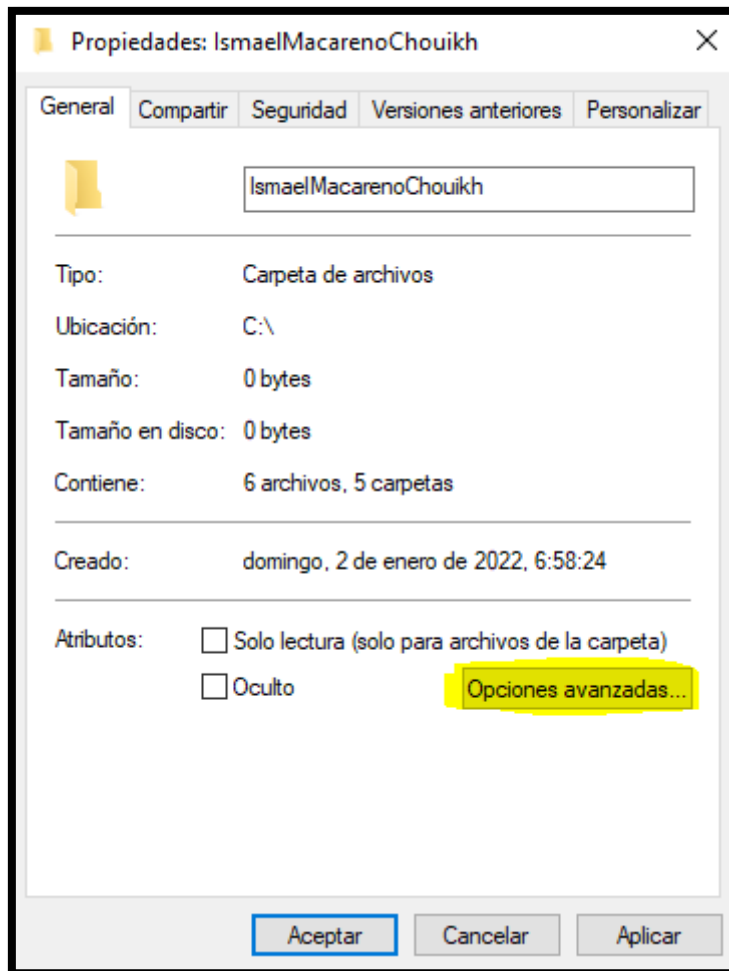 Propiedades: IsmaelMacarenoChouikh
General Compartir Seguridad Versiones anteriores Personalizar
IsmaelMacarenoChouikh
Tipo: Carpeta de archivos
Ubicación: C:\
Tamaño: 0 bytes
Tamaño en disco: 0 bytes
Contiene: 6 archivos, 5 carpetas
Creado: domingo, 2 de enero de 2022, 6:58:24
Atributos: Solo lectura (solo para archivos de la carpeta)
Oculto Opciones avanzadas...
Aceptar Cancelar Aplicar